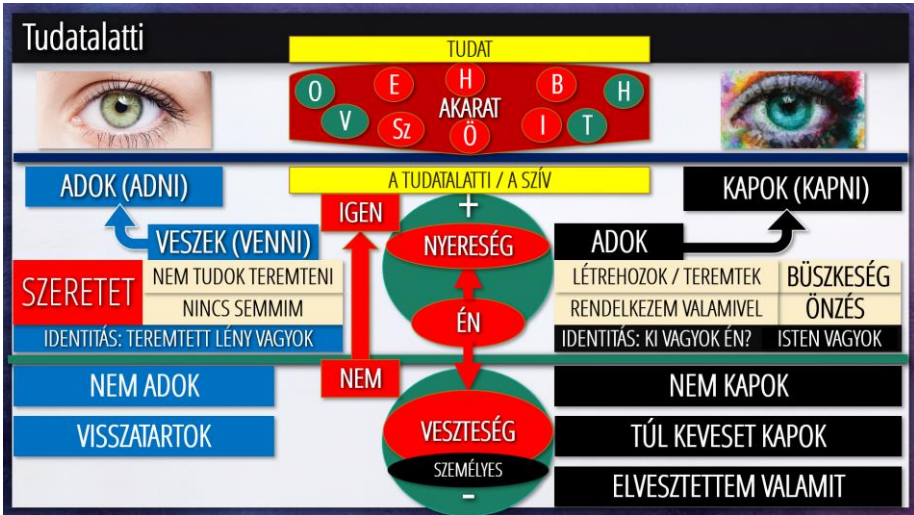 Tudatalatti
TUDAT
O
E
H
B
H
V
Sz
AKARAT
Ö
I
T
A TUDATALATTI / A SZÍV
ADOK (ADNI)
VESZEK (VENNI)
SZERETET
NEM TUDOK TEREMTENI
NINCS SEMMIM
IDENTITÁS: TEREMTETT LÉNY VAGYOK
NEM ADOK
VISSZATARTOK
IGEN
NEM
+
NYERESÉG
ÉN
VESZTESÉG
SZEMÉLYES
-
KAPOK (KAPNI)
ADOK
LÉTREHOZOK / TEREMTEK
RENDELKEZEM VALAMIVEL
BÜSZKESÉG
ÖNZÉS
IDENTITÁS: KI VAGYOK ÉN? ISTEN VAGYOK
NEM KAPOK
TÚL KEVESET KAPOK
ELVESZTETTEM VALAMIT